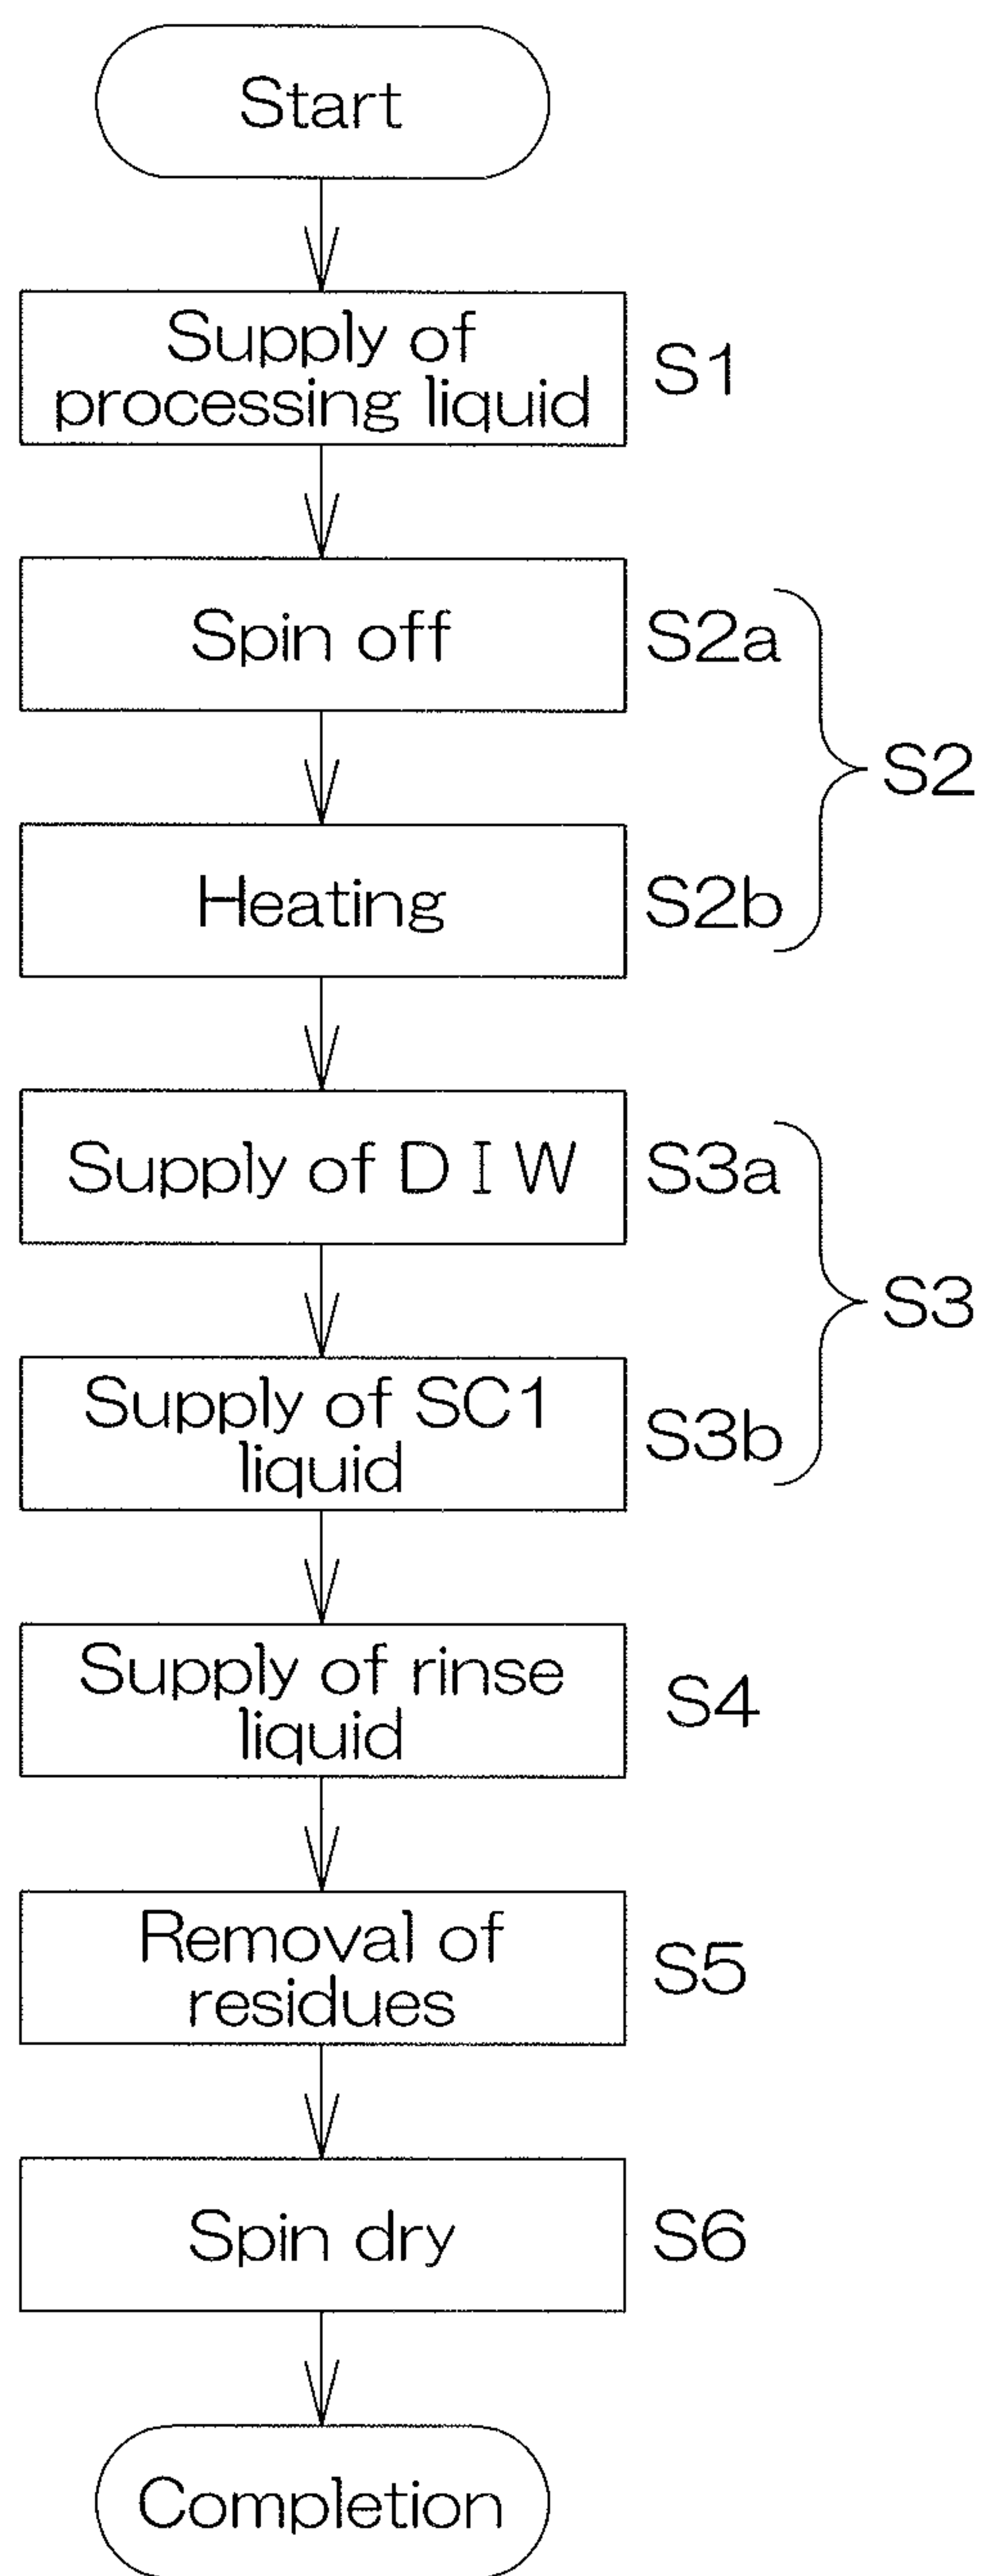 Start
Supply of
processing liquid
S1
Spin off
S2a
S2
Heating
S2b
Supply of D I W
S3a
S3
Supply of SC1
liquid
S3b
Supply of rinse
liquid
S4
Removal of
residues
S5
Spin dry
S6
Completion